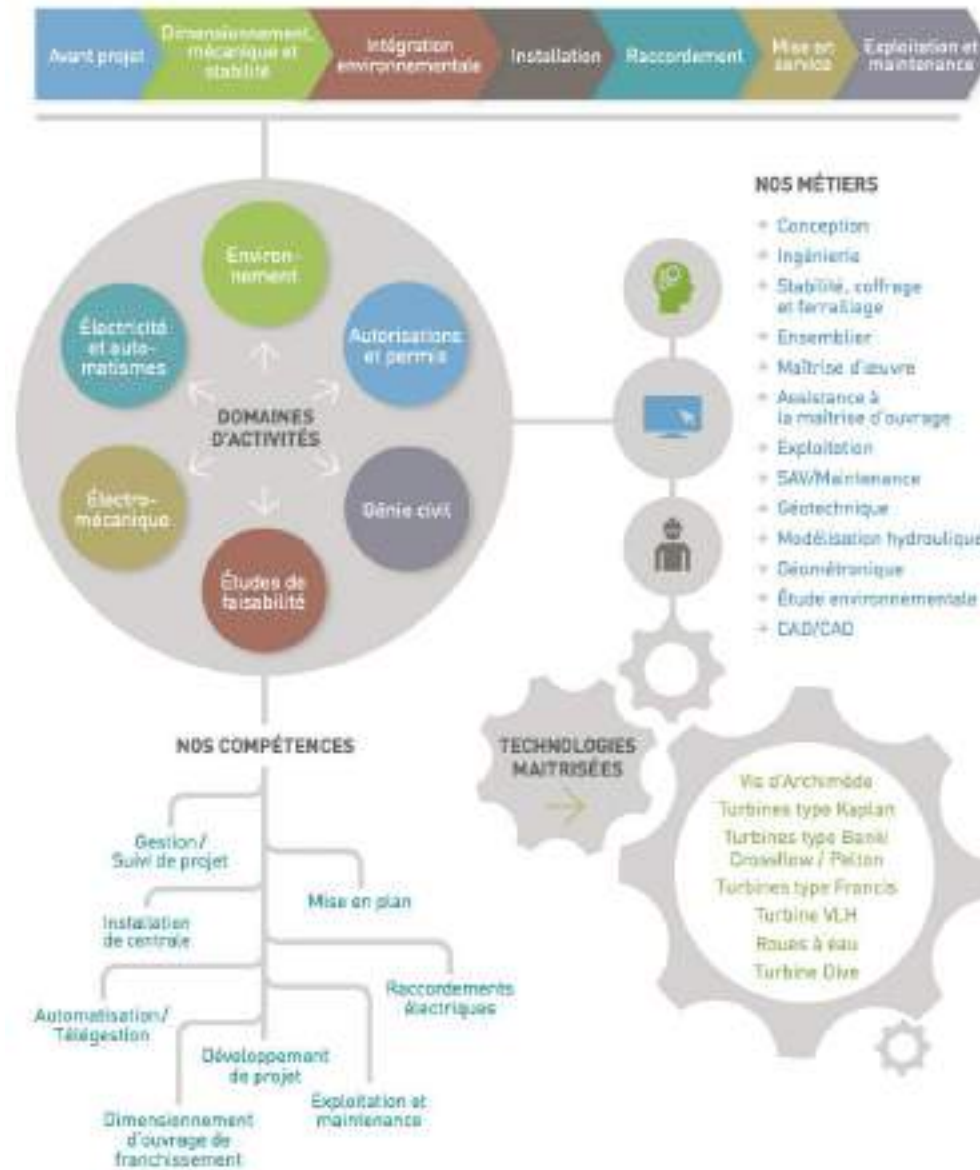 Avant projet
Dimensionnement,
mécanique et
stabilité
Intégration
environnementale
Installation
Raccordement
Mise en
service
Exploitation et
maintenance
Environ-
nement
Électricité
et auto-
matismes
Autorisations
et permis
DOMAINES
D'ACTIVITÉS
Électro-
mécanique
Génie civil
Études de
faisabilité
NOS MÉTIERS
+ Conception
+ Ingénierie
+ Stabilité, coffrage
et ferraillage
+ Ensemblier
+ Maîtrise d'œuvre
+ Assistance à
la maîtrise d'ouvrage
+ Exploitation
+ SAV/Maintenance
+ Géotechnique
+ Modélisation hydraulique
+ Géométronique
+ Étude environnementale
+ DAO/CAO
NOS COMPÉTENCES
Gestion/
Suivi de projet
Mise en plan
Installation
de centrale
Raccordements
électriques
Automatisation/
Télégestion
Développement
de projet
Exploitation et
maintenance
Dimensionnement
d'ouvrage de
franchissement
TECHNOLOGIES
MAITRISÉES
Vis d'Archimède
Turbines type Kaplan
Turbines type Banki
Crossflow / Pelton
Turbines type Francis
Turbine VLH
Roues à eau
Turbine Dive